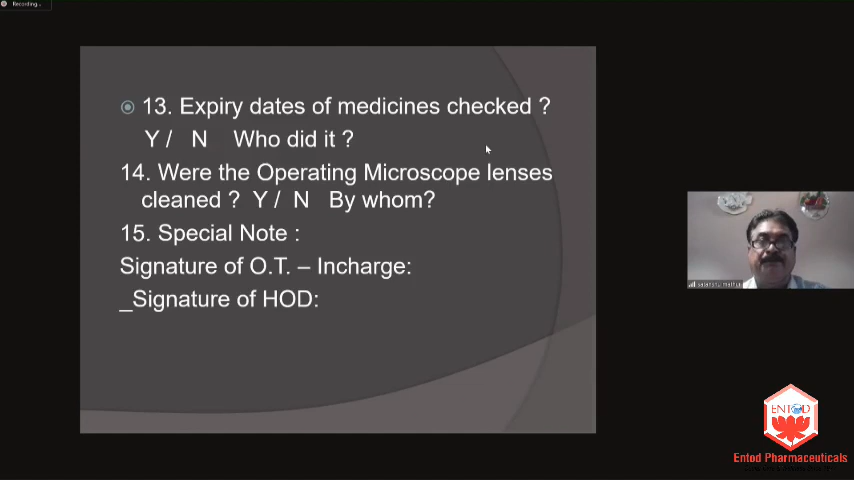 Recording...
13. Expiry dates of medicines checked ?
Y / N Who did it ?
14. Were the Operating Microscope lenses
cleaned ? Y / N By whom?
15. Special Note :
Signature of O.T. – Incharge:
_Signature of HOD:
ENTOD
Entod Pharmaceuticals